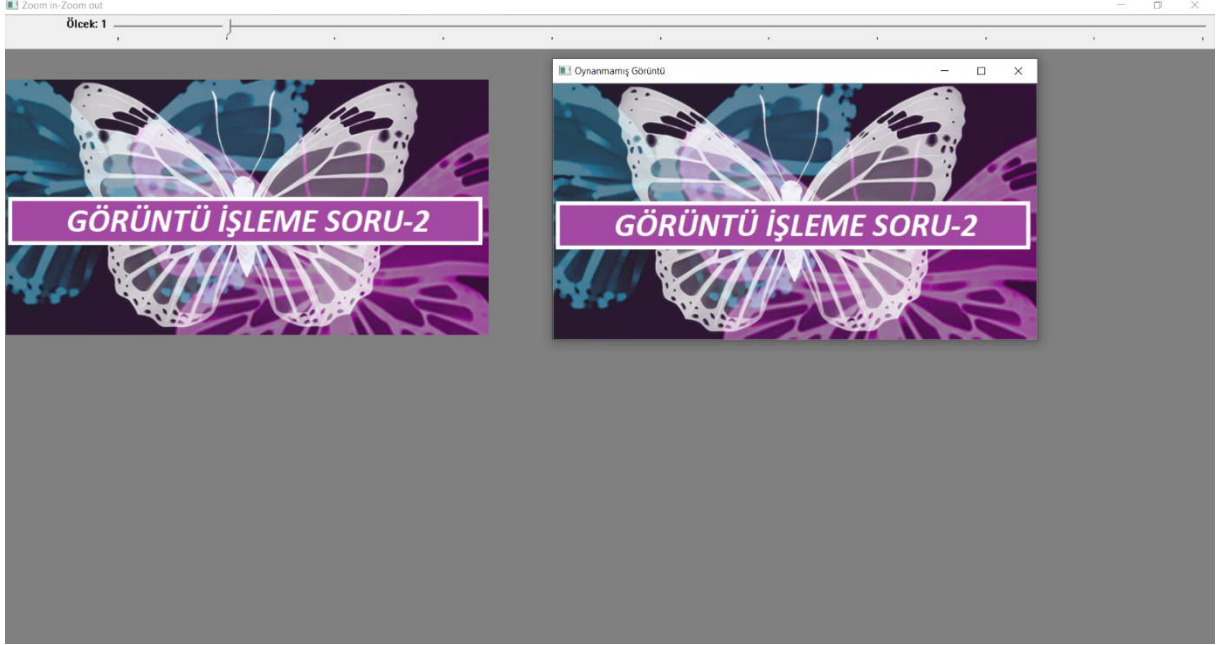 Zoom in-Zoom out
Ölcek: 1
Oynanmamış Görüntü
GÖRÜNTÜ İŞLEME SORU-2
GÖRÜNTÜ İŞLEME SORU-2